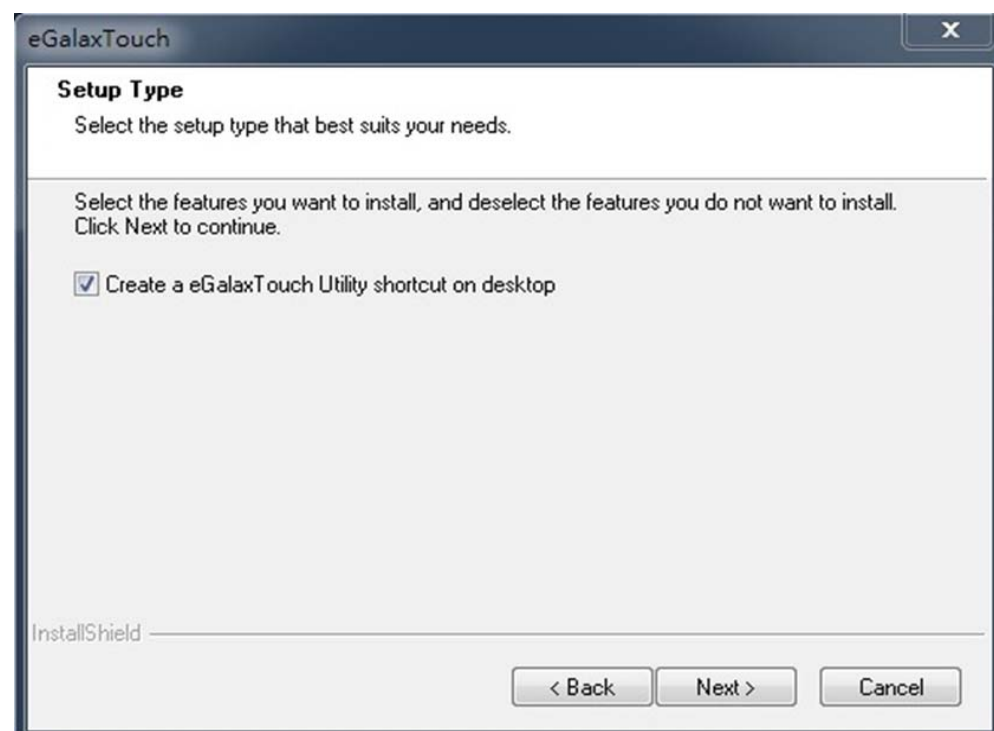 eGalaxTouch
x
Setup Type
Select the setup type that best suits your needs.
Select the features you want to install, and deselect the features you do not want to install.
Click Next to continue.
Create a eGalaxTouch Utility shortcut on desktop
InstallShield
< Back
Next >
Cancel